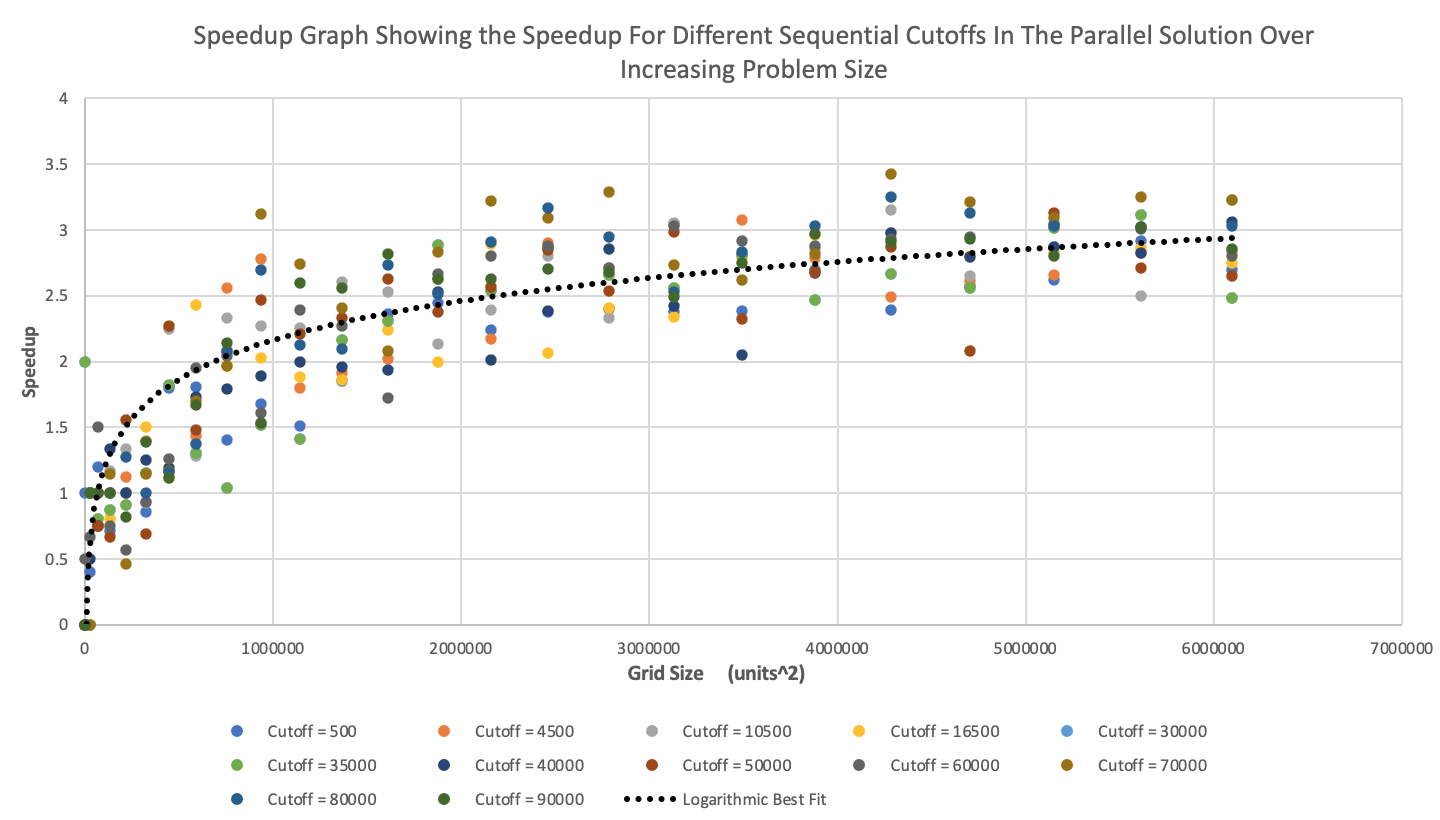 Speedup Graph Showing the Speedup For Different Sequential Cutoffs In The Parallel Solution Over
Increasing Problem Size
4
3.5
3
2.5
2
1.5
1
0.5
0
Speedup
0 1000000 2000000 3000000 4000000 5000000 6000000 7000000
Grid Size (units^2)
Cutoff = 500 Cutoff = 4500 Cutoff = 10500 Cutoff = 16500 Cutoff = 30000
Cutoff = 35000 Cutoff = 40000 Cutoff = 50000 Cutoff = 60000 Cutoff = 70000
Cutoff = 80000 Cutoff = 90000 Logarithmic Best Fit